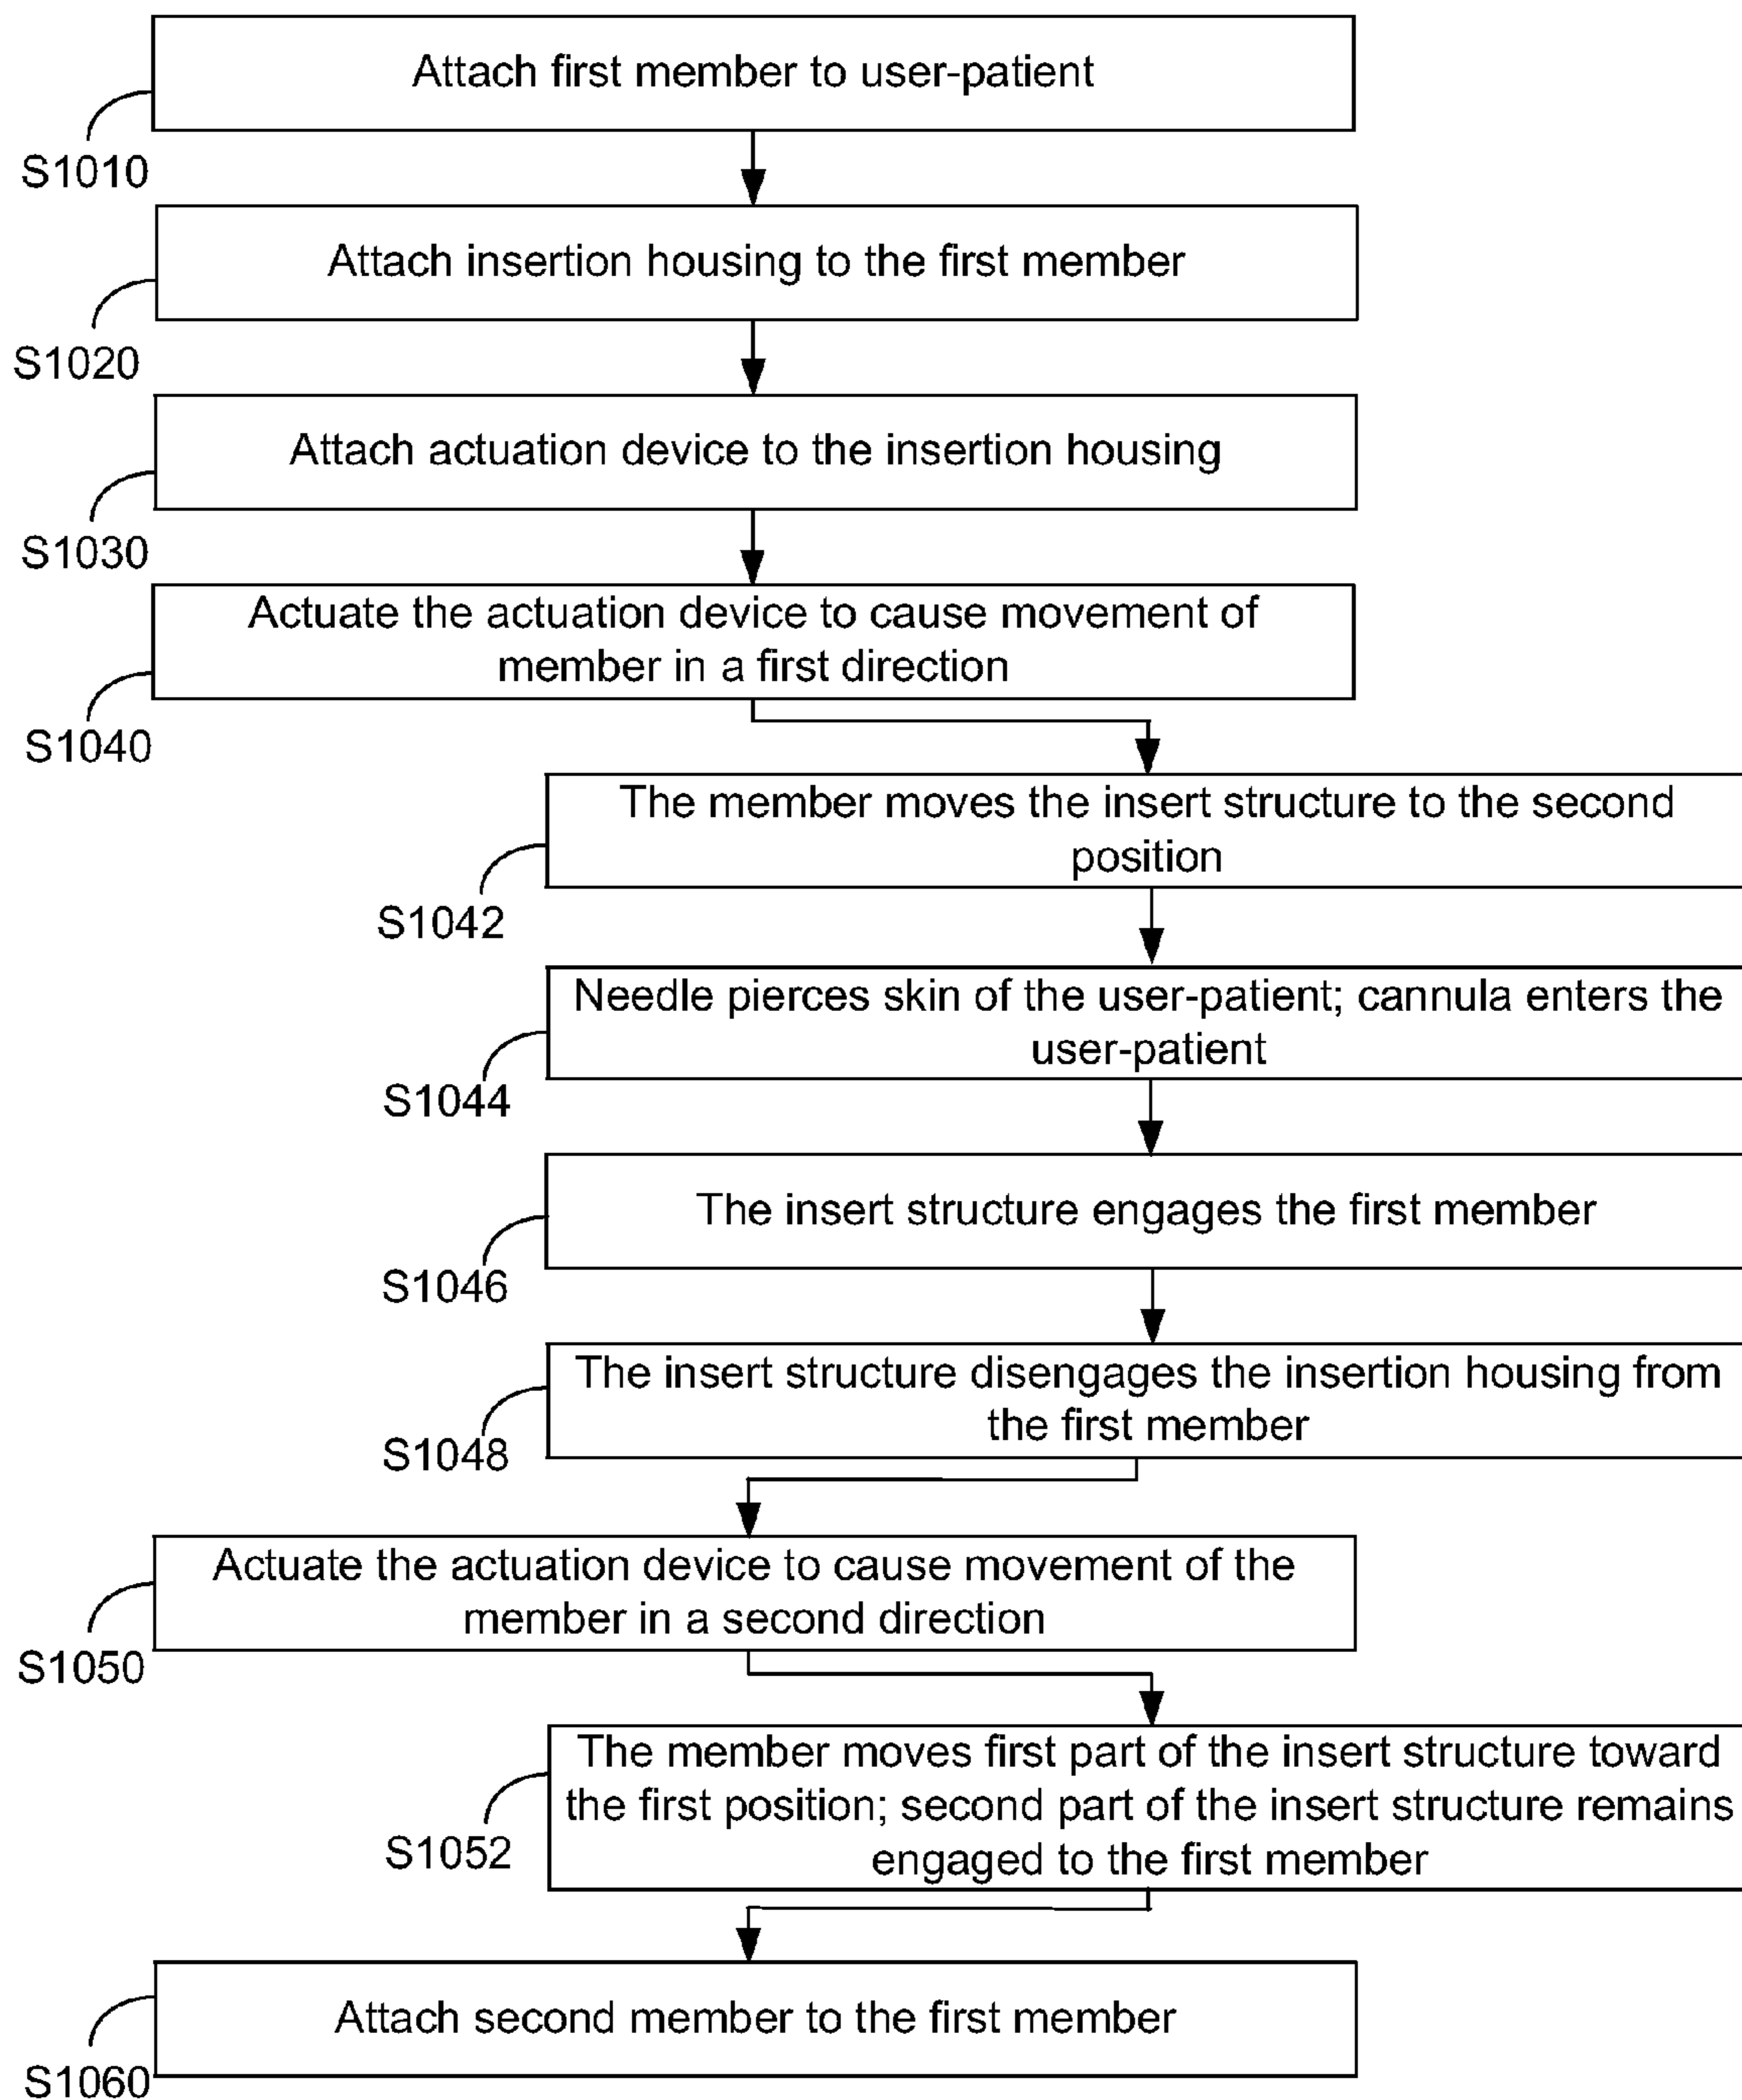 Attach first member to user-patient
S1010
Attach insertion housing to the first member
S1020
Attach actuation device to the insertion housing
S1030
Actuate the actuation device to cause movement of
member in a first direction
S1040
The member moves the insert structure to the second
position
S1042
Needle pierces skin of the user-patient; cannula enters the
user-patient
S1044
The insert structure engages the first member
S1046
The insert structure disengages the insertion housing from
the first member
S1048
Actuate the actuation device to cause movement of the
member in a second direction
S1050
The member moves first part of the insert structure toward
the first position; second part of the insert structure remains
engaged to the first member
S1052
Attach second member to the first member
S1060